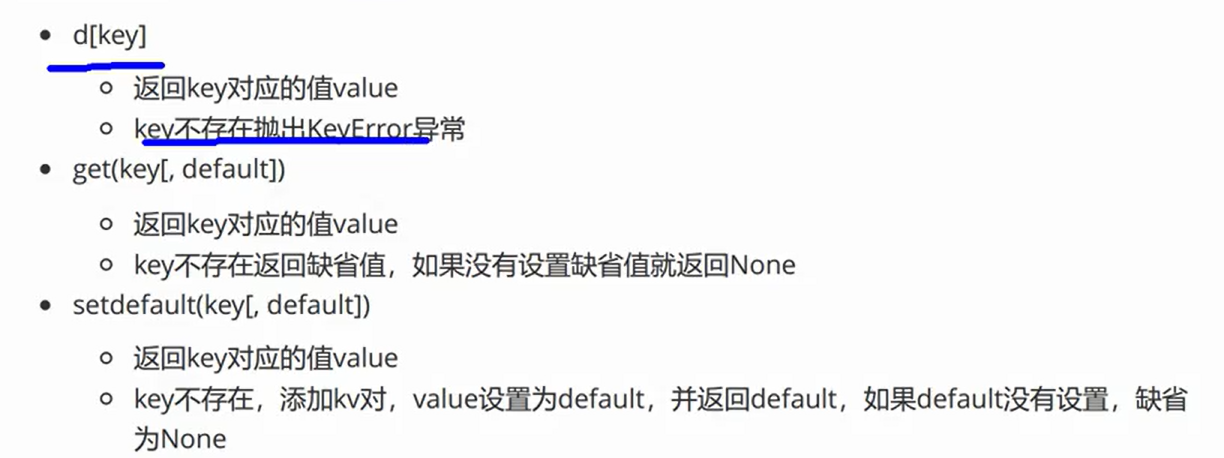 d[key]
返回key对应的值value
key不存在抛出KeyError异常
get(key[, default])
返回key对应的值value
key不存在返回缺省值，如果没有设置缺省值就返回None
setdefault(key[, default])
返回key对应的值value
key不存在，添加kv对，value设置为default，并返回default，如果default没有设置，缺省
为None